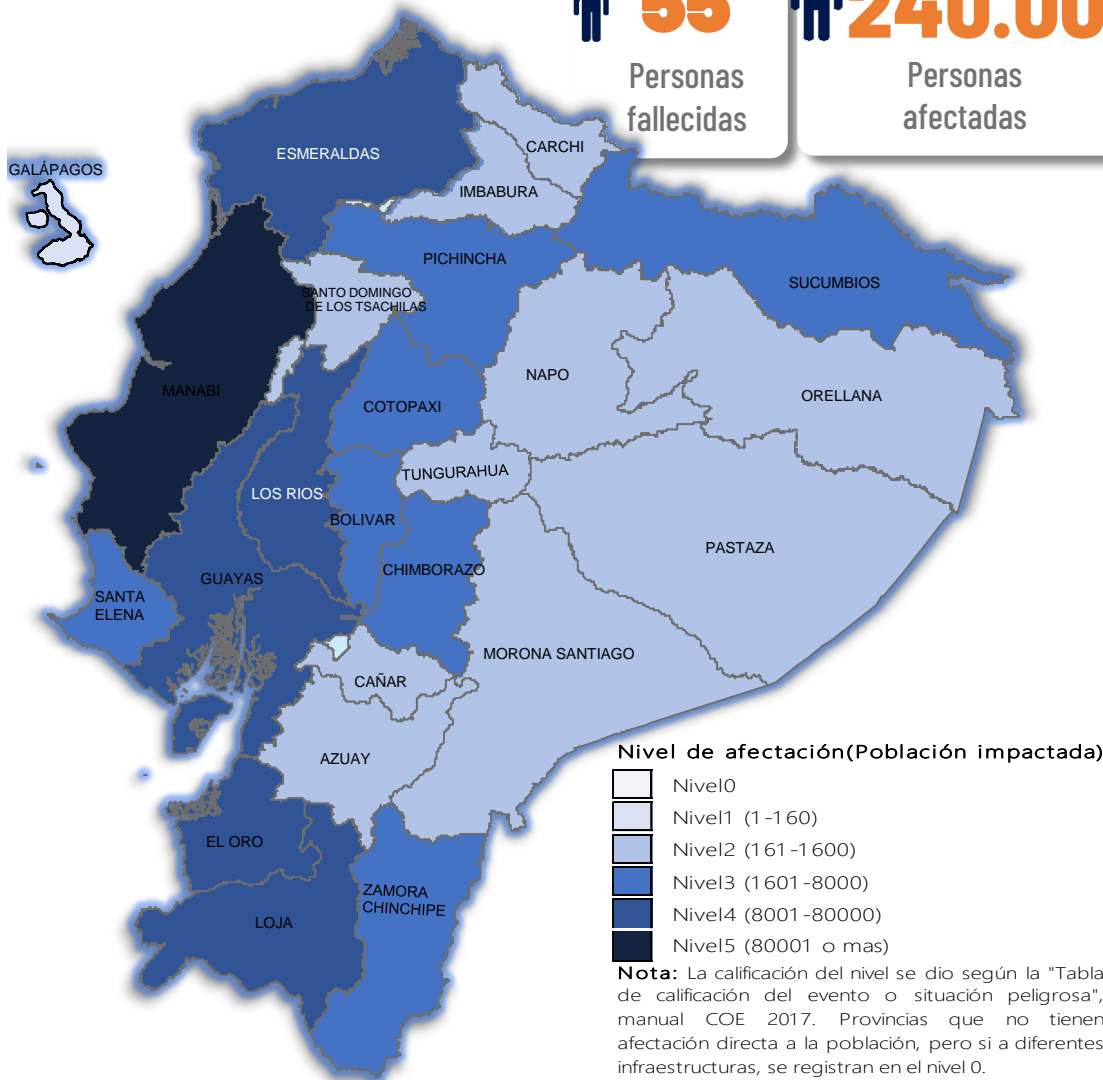 55
240.00
Personas
fallecidas
Personas
afectadas
GALÁPAGOS
ESMERALDAS
CARCHI
IMBABURA
PICHINCHA
SUCUMBIOS
SANTO DOMINGO
DE LOS TSACHILAS
NAPO
MANABI
ORELLANA
COTOPAXI
TUNGURAHUA
LOS RIOS
BOLIVAR
PASTAZA
CHIMBORAZO
GUAYAS
SANTA
ELENA
MORONA SANTIAGO
CAÑAR
AZUAY
EL ORO
ZAMORA
CHINCHIPE
LOJA
Nivel de afectación(Población impactada)
Nivel0
Nivel1 (1-160)
Nivel2 (161-1600)
Nivel3 (1601-8000)
Nivel4 (8001-80000)
Nivel5 (80001 o mas)
Nota: La calificación del nivel se dio según la "Tabla
de calificación del evento o situación peligrosa",
manual COE 2017. Provincias que no tienen
afectación directa a la población, pero si a diferentes
infraestructuras, se registran en el nivel 0.